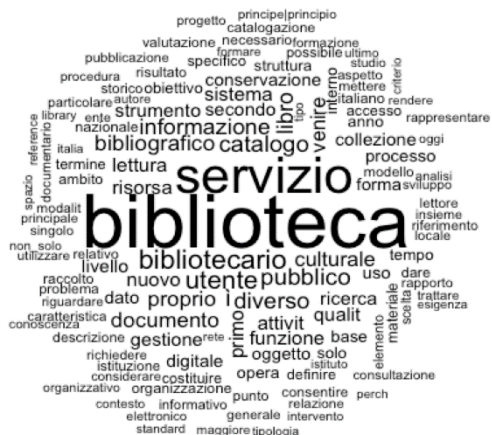 progetto principe|principio
catalogazione
valutazione necessario formazione
formare
pubblicazione specifico possibile ultimo
struttura studio
procedura risultato conservazione interno aspetto criterio
storico obiettivo sistema tipo mettere
particolare autore libro italiano rendere
library ente strumento secondo venire accesso rappresentare
reference documentario nazionale informazione anno
italia bibliografico catalogo collezione oggi
termine lettura processo
spazio ambito risorsa servizio modello analisi
modalit forma sviluppo
principale biblioteca lettore
singolo insieme
riferimento
non_solo locale
utilizzare relativo bibliotecario culturale tempo
raccolto livello utente pubblico uso dare
problema nuovo rapporto
riguardare dato proprio ì diverso ricerca materiale scelta trattare
caratteristica esigenza
conoscenza documento primo attivit qualit
descrizione gestione rete funzione base elemento
richiedere digitale oggetto solo
istituzione istituto
considerare costituire opera definire consultazione
organizzativo organizzazione punto consentire perch
contesto informativo relazione
elettronico generale intervento
standard maggiore tipologia